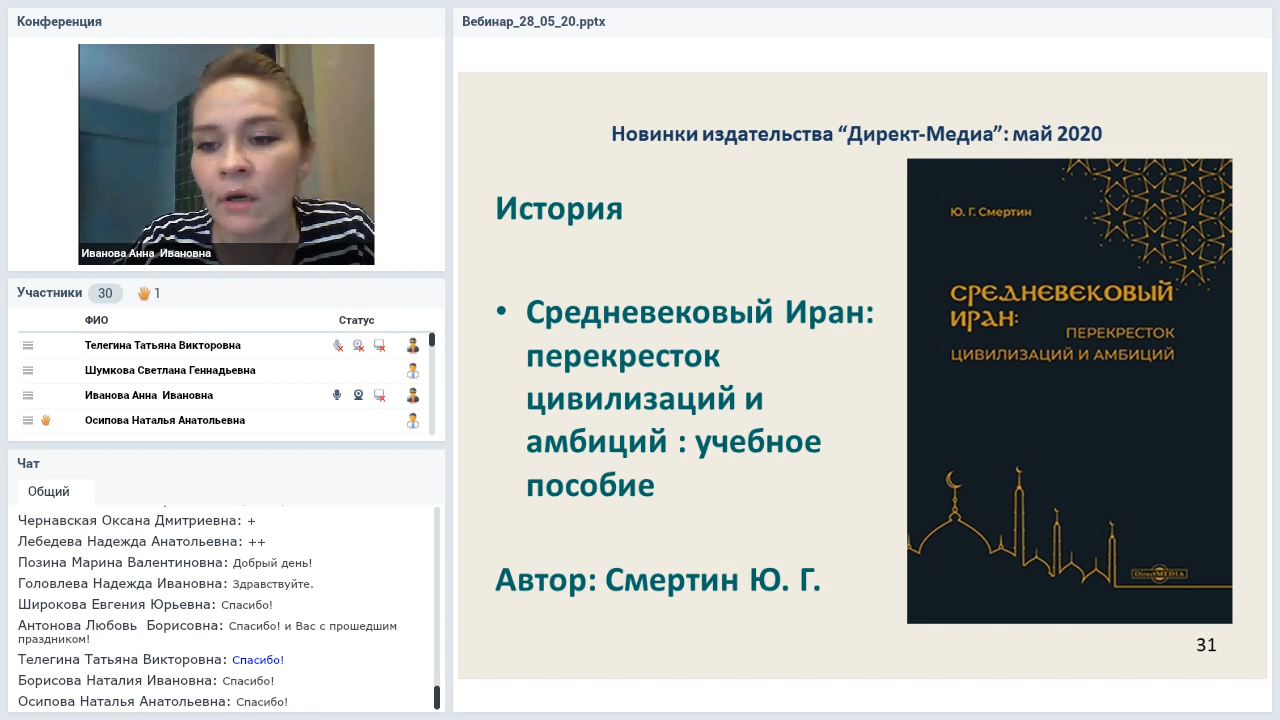 Конференция
Иванова Анна  Ивановна
Участники 30 1
ФИО Статус
Телегина Татьяна Викторовна
Шумкова Светлана Геннадьевна
Иванова Анна  Ивановна
Осипова Наталья Анатольевна
Чат
Общий
Чернавская Оксана Дмитриевна: +
Лебедева Надежда Анатольевна: ++
Позина Марина Валентиновна: Добрый день!
Головлева Надежда Ивановна: Здравствуйте.
Широкова Евгения Юрьевна: Спасибо!
Антонова Любовь  Борисовна: Спасибо! и Вас с прошедшим
праздником!
Телегина Татьяна Викторовна: Спасибо!
Борисова Наталия Ивановна: Спасибо!
Осипова Наталья Анатольевна: Спасибо!
Вебинар_28_05_20.pptx
Новинки издательства “Директ-Медиа”: май 2020
История
• Средневековый Иран:
перекресток
цивилизаций и
амбиций : учебное
пособие
Автор: Смертин Ю. Г.
Ю. Г. Смертин
СРЕДНЕВЕКОВЫЙ
ИРАН:
ПЕРЕКРЕСТОК
ЦИВИЛИЗАЦИЙ И АМБИЦИЙ
DirectMEDIA
31